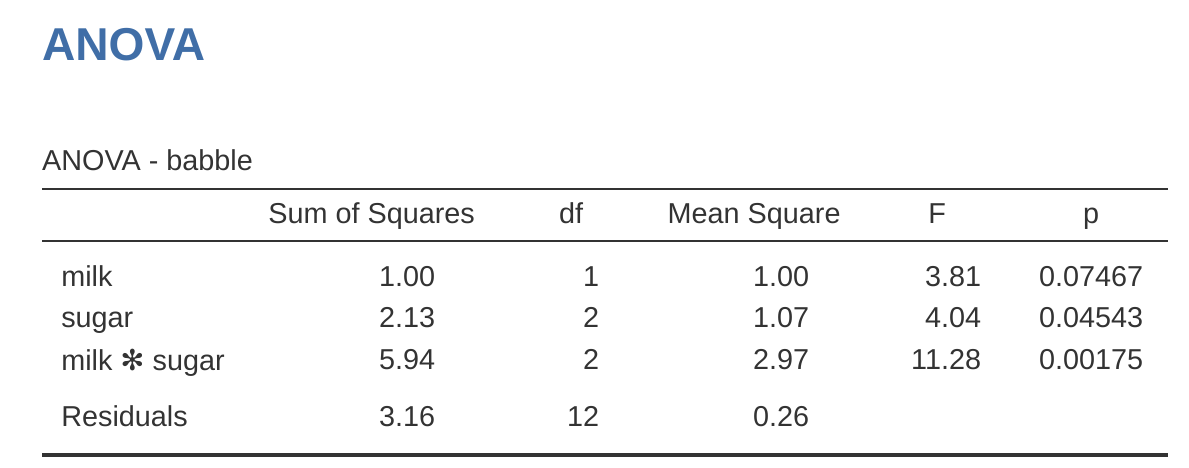 ANOVA
ANOVA - babble
Sum of Squares df Mean Square F p
milk 1.00 1 1.00 3.81 0.07467
sugar 2.13 2 1.07 4.04 0.04543
milk ✻ sugar 5.94 2 2.97 11.28 0.00175
Residuals 3.16 12 0.26